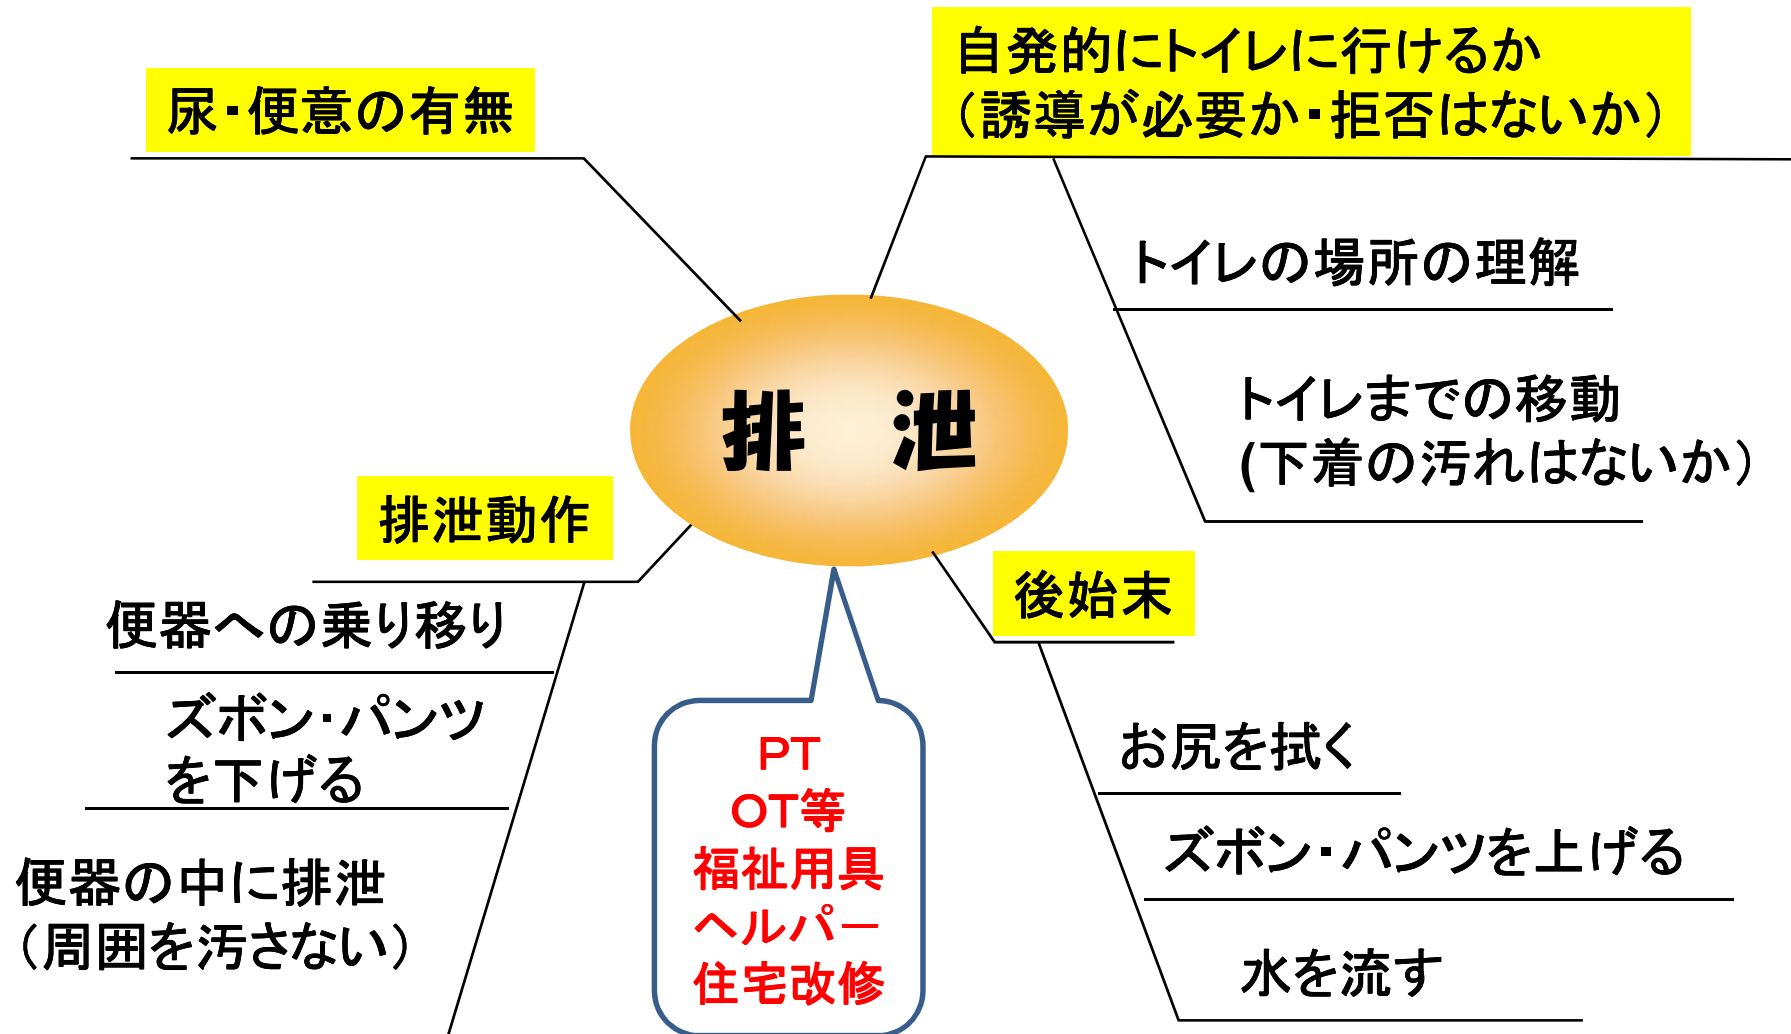 尿・便意の有無
自発的にトイレに行けるか
（誘導が必要か・拒否はないか）
トイレの場所の理解
トイレまでの移動
(下着の汚れはないか）
排　泄
排泄動作
便器への乗り移り
ズボン・パンツ
を下げる
便器の中に排泄
（周囲を汚さない）
後始末
お尻を拭く
ズボン・パンツを上げる
水を流す
PT
OT等
福祉用具
ヘルパー
住宅改修